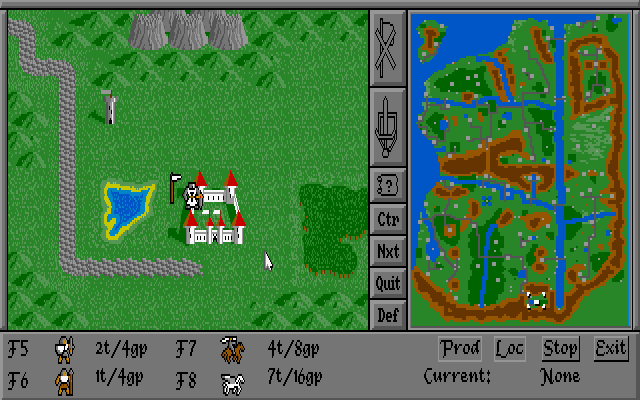 ?
Ctr
Nxt
Quit
Def
F5 2t/4gp F7 4t/8gp Prod Loc Stop Exit
F6 1t/4gp F8 7t/16gp Current: None